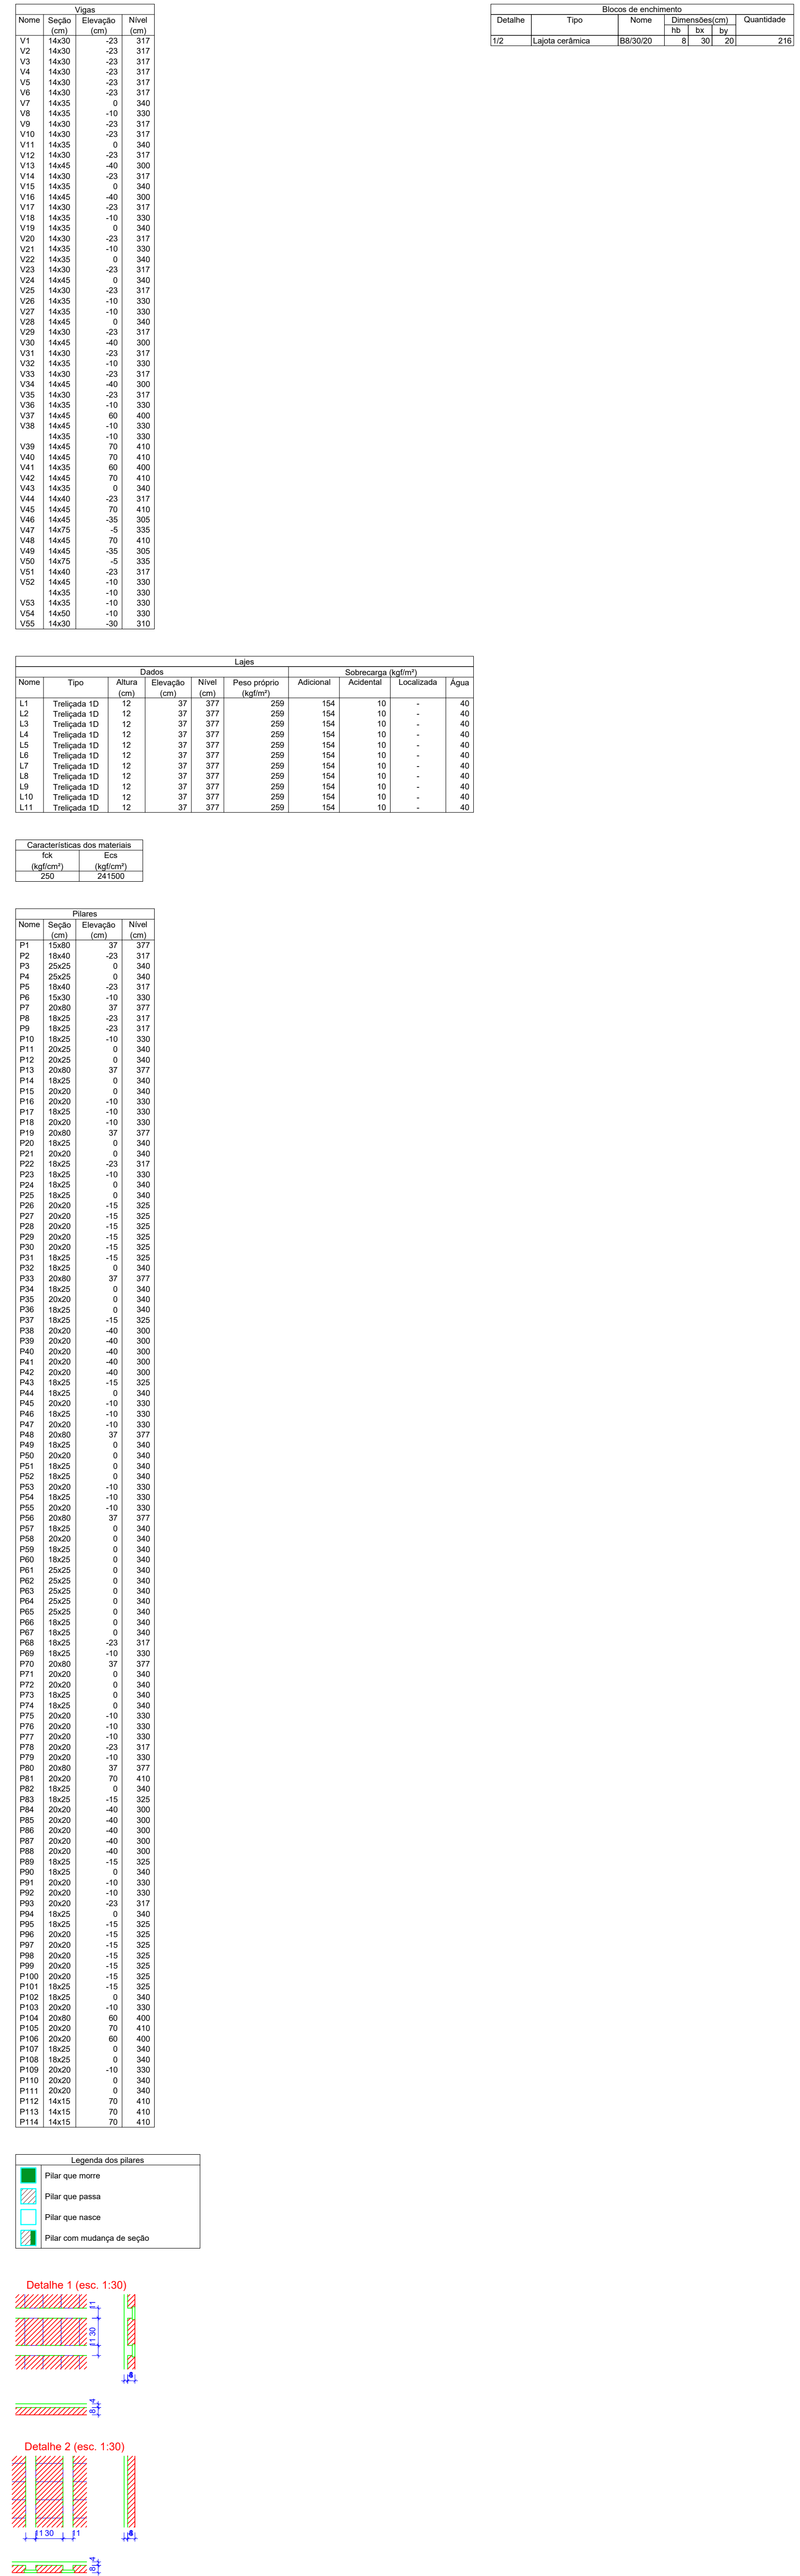 Vigas
Nome Seção Elevação Nível
(cm) (cm) (cm)
V1 14x30 -23 317
V2 14x30 -23 317
V3 14x30 -23 317
V4 14x30 -23 317
V5 14x30 -23 317
V6 14x30 -23 317
V7 14x35 0 340
V8 14x35 -10 330
V9 14x30 -23 317
V10 14x30 -23 317
V11 14x35 0 340
V12 14x30 -23 317
V13 14x45 -40 300
V14 14x30 -23 317
V15 14x35 0 340
V16 14x45 -40 300
V17 14x30 -23 317
V18 14x35 -10 330
V19 14x35 0 340
V20 14x30 -23 317
V21 14x35 -10 330
V22 14x35 0 340
V23 14x30 -23 317
V24 14x45 0 340
V25 14x30 -23 317
V26 14x35 -10 330
V27 14x35 -10 330
V28 14x45 0 340
V29 14x30 -23 317
V30 14x45 -40 300
V31 14x30 -23 317
V32 14x35 -10 330
V33 14x30 -23 317
V34 14x45 -40 300
V35 14x30 -23 317
V36 14x35 -10 330
V37 14x45 60 400
V38 14x45 -10 330
14x35 -10 330
V39 14x45 70 410
V40 14x45 70 410
V41 14x35 60 400
V42 14x45 70 410
V43 14x35 0 340
V44 14x40 -23 317
V45 14x45 70 410
V46 14x45 -35 305
V47 14x75 -5 335
V48 14x45 70 410
V49 14x45 -35 305
V50 14x75 -5 335
V51 14x40 -23 317
V52 14x45 -10 330
14x35 -10 330
V53 14x35 -10 330
V54 14x50 -10 330
V55 14x30 -30 310
Blocos de enchimento
Detalhe Tipo Nome Dimensões(cm) Quantidade
hb bx by
1/2 Lajota cerâmica B8/30/20 8 30 20 216
Lajes
Dados Sobrecarga (kgf/m²)
Nome Tipo Altura Elevação Nível Peso próprio Adicional Acidental Localizada Água
(cm) (cm) (cm) (kgf/m²)
L1 Treliçada 1D 12 37 377 259 154 10 - 40
L2 Treliçada 1D 12 37 377 259 154 10 - 40
L3 Treliçada 1D 12 37 377 259 154 10 - 40
L4 Treliçada 1D 12 37 377 259 154 10 - 40
L5 Treliçada 1D 12 37 377 259 154 10 - 40
L6 Treliçada 1D 12 37 377 259 154 10 - 40
L7 Treliçada 1D 12 37 377 259 154 10 - 40
L8 Treliçada 1D 12 37 377 259 154 10 - 40
L9 Treliçada 1D 12 37 377 259 154 10 - 40
L10 Treliçada 1D 12 37 377 259 154 10 - 40
L11 Treliçada 1D 12 37 377 259 154 10 - 40
Características dos materiais
fck Ecs
(kgf/cm²) (kgf/cm²)
250 241500
Pilares
Nome Seção Elevação Nível
(cm) (cm) (cm)
P1 15x80 37 377
P2 18x40 -23 317
P3 25x25 0 340
P4 25x25 0 340
P5 18x40 -23 317
P6 15x30 -10 330
P7 20x80 37 377
P8 18x25 -23 317
P9 18x25 -23 317
P10 18x25 -10 330
P11 20x25 0 340
P12 20x25 0 340
P13 20x80 37 377
P14 18x25 0 340
P15 20x20 0 340
P16 20x20 -10 330
P17 18x25 -10 330
P18 20x20 -10 330
P19 20x80 37 377
P20 18x25 0 340
P21 20x20 0 340
P22 18x25 -23 317
P23 18x25 -10 330
P24 18x25 0 340
P25 18x25 0 340
P26 20x20 -15 325
P27 20x20 -15 325
P28 20x20 -15 325
P29 20x20 -15 325
P30 20x20 -15 325
P31 18x25 -15 325
P32 18x25 0 340
P33 20x80 37 377
P34 18x25 0 340
P35 20x20 0 340
P36 18x25 0 340
P37 18x25 -15 325
P38 20x20 -40 300
P39 20x20 -40 300
P40 20x20 -40 300
P41 20x20 -40 300
P42 20x20 -40 300
P43 18x25 -15 325
P44 18x25 0 340
P45 20x20 -10 330
P46 18x25 -10 330
P47 20x20 -10 330
P48 20x80 37 377
P49 18x25 0 340
P50 20x20 0 340
P51 18x25 0 340
P52 18x25 0 340
P53 20x20 -10 330
P54 18x25 -10 330
P55 20x20 -10 330
P56 20x80 37 377
P57 18x25 0 340
P58 20x20 0 340
P59 18x25 0 340
P60 18x25 0 340
P61 25x25 0 340
P62 25x25 0 340
P63 25x25 0 340
P64 25x25 0 340
P65 25x25 0 340
P66 18x25 0 340
P67 18x25 0 340
P68 18x25 -23 317
P69 18x25 -10 330
P70 20x80 37 377
P71 20x20 0 340
P72 20x20 0 340
P73 18x25 0 340
P74 18x25 0 340
P75 20x20 -10 330
P76 20x20 -10 330
P77 20x20 -10 330
P78 20x20 -23 317
P79 20x20 -10 330
P80 20x80 37 377
P81 20x20 70 410
P82 18x25 0 340
P83 18x25 -15 325
P84 20x20 -40 300
P85 20x20 -40 300
P86 20x20 -40 300
P87 20x20 -40 300
P88 20x20 -40 300
P89 18x25 -15 325
P90 18x25 0 340
P91 20x20 -10 330
P92 20x20 -10 330
P93 20x20 -23 317
P94 18x25 0 340
P95 18x25 -15 325
P96 20x20 -15 325
P97 20x20 -15 325
P98 20x20 -15 325
P99 20x20 -15 325
P100 20x20 -15 325
P101 18x25 -15 325
P102 18x25 0 340
P103 20x20 -10 330
P104 20x80 60 400
P105 20x20 70 410
P106 20x20 60 400
P107 18x25 0 340
P108 18x25 0 340
P109 20x20 -10 330
P110 20x20 0 340
P111 20x20 0 340
P112 14x15 70 410
P113 14x15 70 410
P114 14x15 70 410
Legenda dos pilares
Pilar que morre
Pilar que passa
Pilar que nasce
Pilar com mudança de seção
Detalhe 1 (esc. 1:30)
11
30
11
8 4
Detalhe 2 (esc. 1:30)
11 30 11
8 4